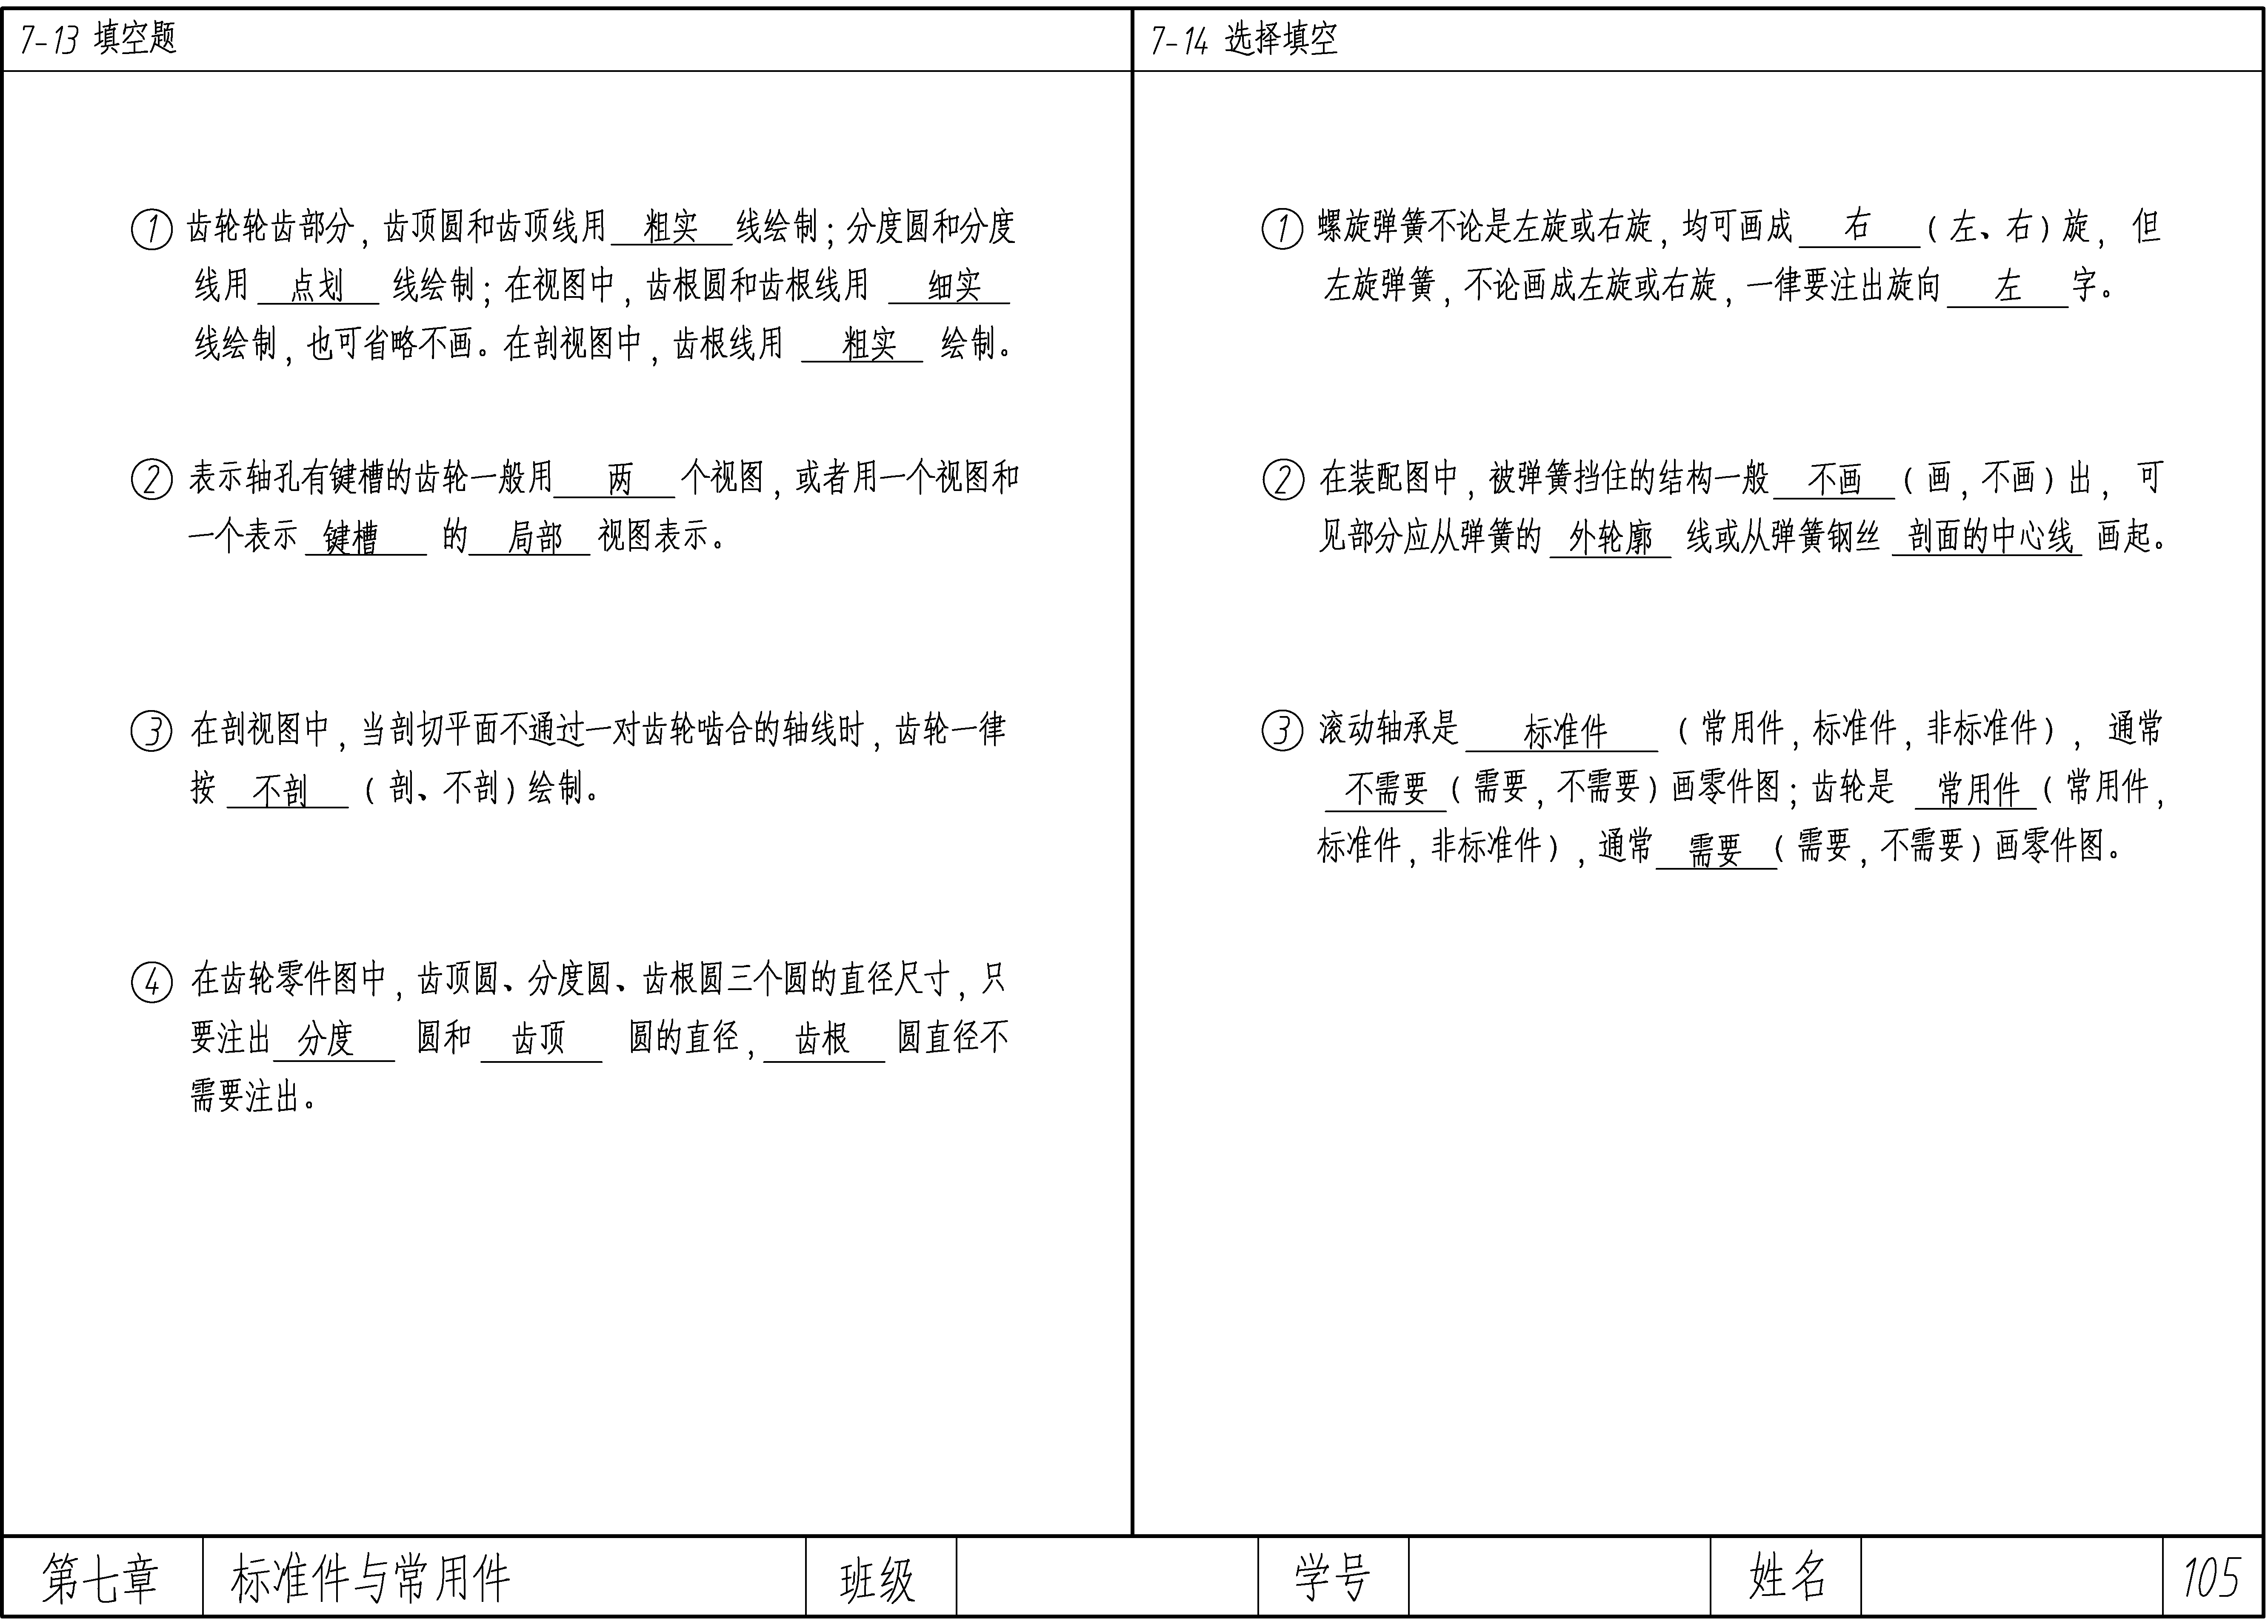 7-13 填空题
① 齿轮轮齿部分，齿顶圆和齿顶线用 粗实 线绘制；分度圆和分度
线用 点划 线绘制；在视图中，齿根圆和齿根线用 细实
线绘制，也可省略不画。在剖视图中，齿根线用 粗实 绘制。
② 表示轴孔有键槽的齿轮一般用 两 个视图，或者用一个视图和
一个表示 键槽 的 局部 视图表示。
③ 在剖视图中，当剖切平面不通过一对齿轮啮合的轴线时，齿轮一律
按 不剖 （剖、不剖）绘制。
④ 在齿轮零件图中，齿顶圆、分度圆、齿根圆三个圆的直径尺寸，只
要注出 分度 圆和 齿顶 圆的直径，齿根 圆直径不
需要注出。
7-14 选择填空
① 螺旋弹簧不论是左旋或右旋，均可画成 右 （左、右）旋，但
左旋弹簧，不论画成左旋或右旋，一律要注出旋向 左 字。
② 在装配图中，被弹簧挡住的结构一般 不画 （画，不画）出，可
见部分应从弹簧的 外轮廓 线或从弹簧钢丝 剖面的中心线 画起。
③ 滚动轴承是 标准件 （常用件，标准件，非标准件），通常
不需要（需要，不需要）画零件图；齿轮是 常用件（常用件，
标准件，非标准件），通常 需要 （需要，不需要）画零件图。
第七章 标准件与常用件 班级 学号 姓名 105